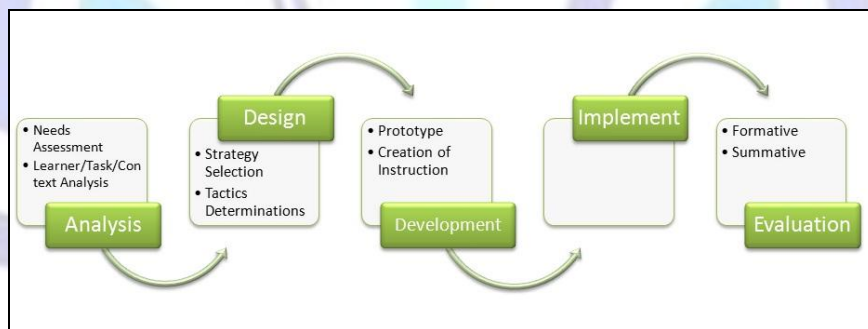 • Needs
Assessment
• Learner/Task/Con
text Analysis
Analysis
Design
• Strategy
Selection
• Tactics
Determinations
• Prototype
• Creation of
Instruction
Development
Implement
• Formative
• Summative
Evaluation